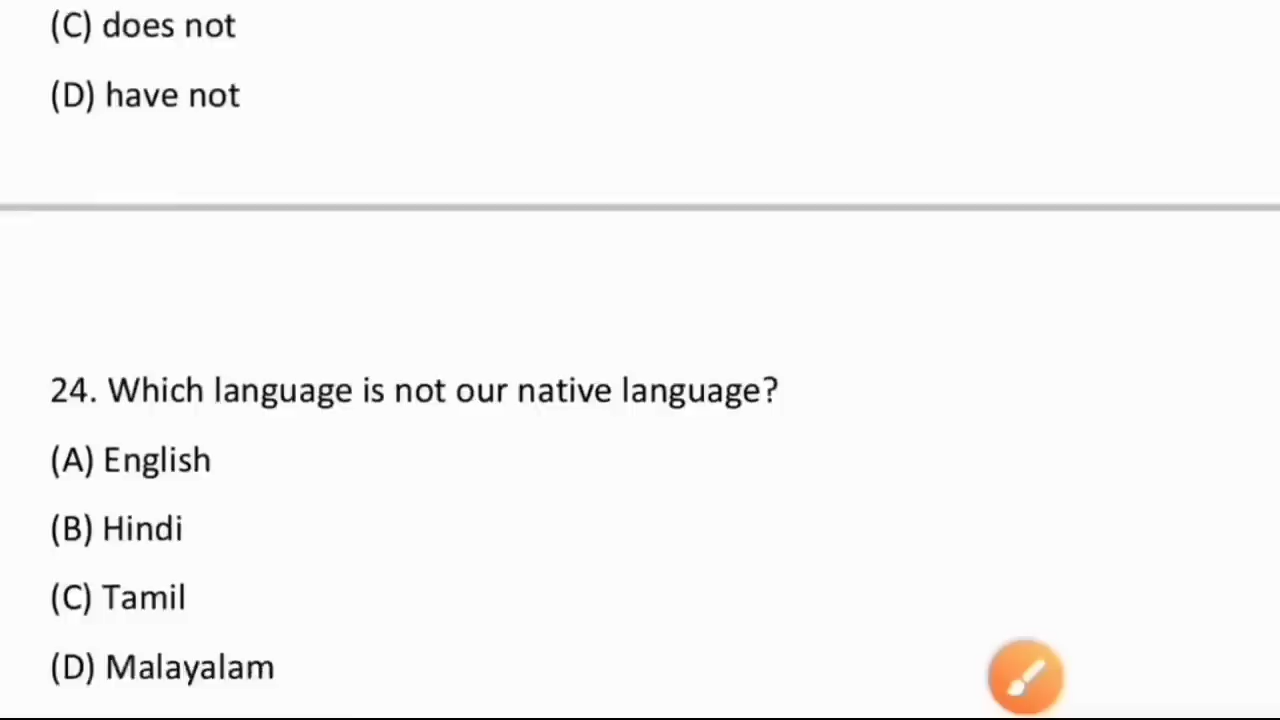 (C) does not
(D) have not
24. Which language is not our native language?
(A) English
(B) Hindi
(C) Tamil
(D) Malayalam